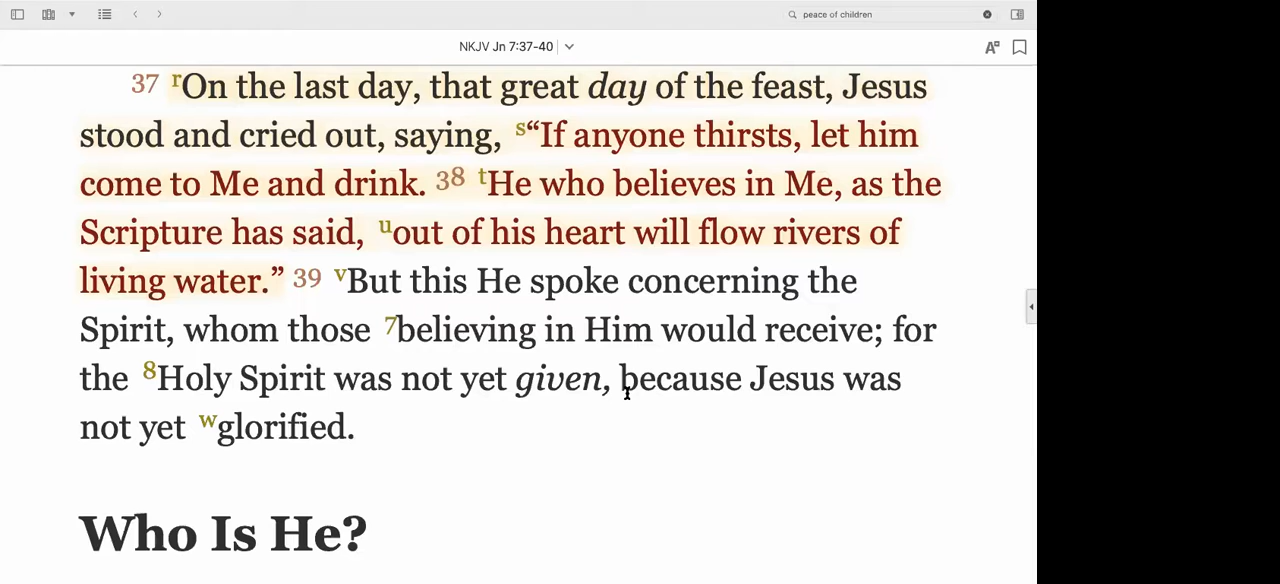 peace of children
NKJV Jn 7:37-40
37 rOn the last day, that great day of the feast, Jesus
stood and cried out, saying, s“If anyone thirsts, let him
come to Me and drink. 38 tHe who believes in Me, as the
Scripture has said, uout of his heart will flow rivers of
living water.” 39 vBut this He spoke concerning the
Spirit, whom those 7believing in Him would receive; for
the 8Holy Spirit was not yet given, because Jesus was
not yet wglorified.
Who Is He?